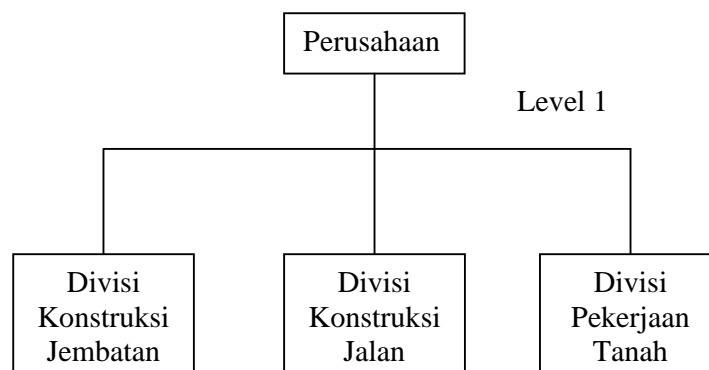 Perusahaan
Level 1
Divisi
Konstruksi
Jembatan
Divisi
Konstruksi
Jalan
Divisi
Pekerjaan
Tanah